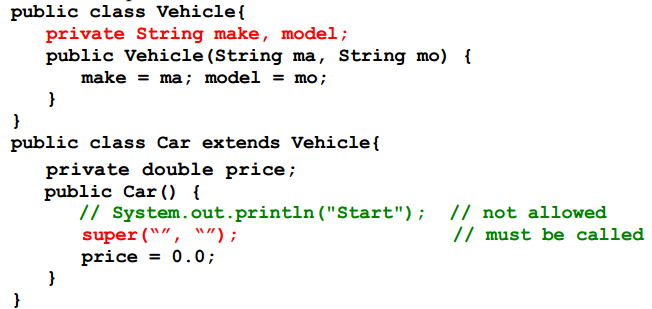 public class Vehicle{
private String make, model;
public Vehicle(String ma, String mo) {
make = ma; model = mo;
}
}
public class Car extends Vehicle{
private double price;
public Car() {
// System.out.println("Start"); // not allowed
super(“”, “”); // must be called
price = 0.0;
}
}